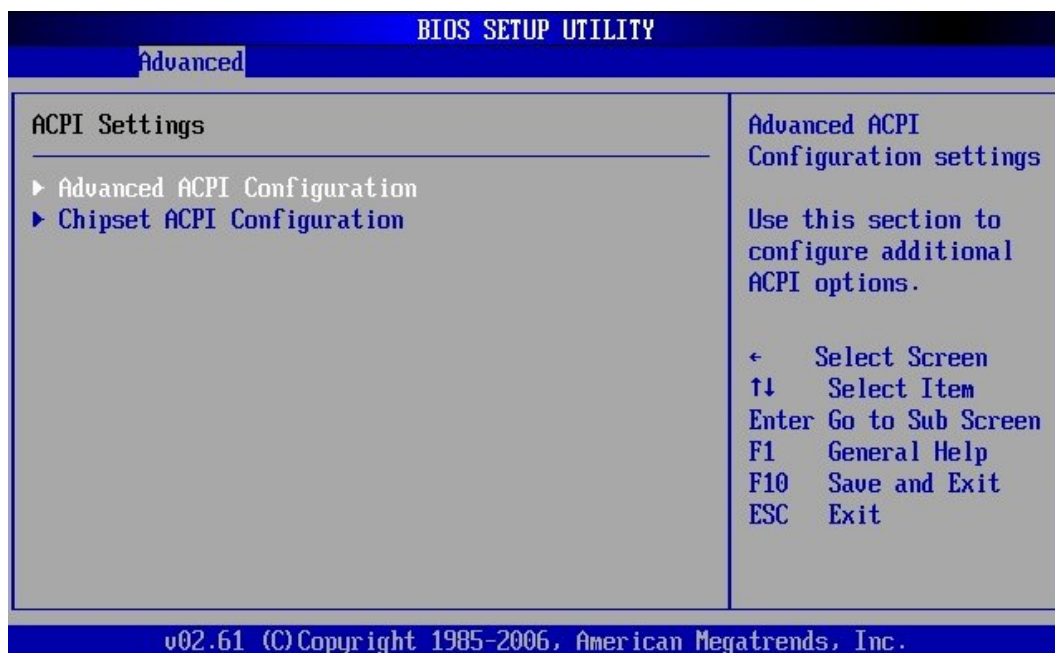 BIOS SETUP UTILITY
Advanced
ACPI Settings
▶ Advanced ACPI Configuration
▶ Chipset ACPI Configuration
Advanced ACPI
Configuration settings
Use this section to
configure additional
ACPI options.
← Select Screen
↑↓ Select Item
Enter Go to Sub Screen
F1 General Help
F10 Save and Exit
ESC Exit
v02.61 (C)Copyright 1985-2006, American Megatrends, Inc.